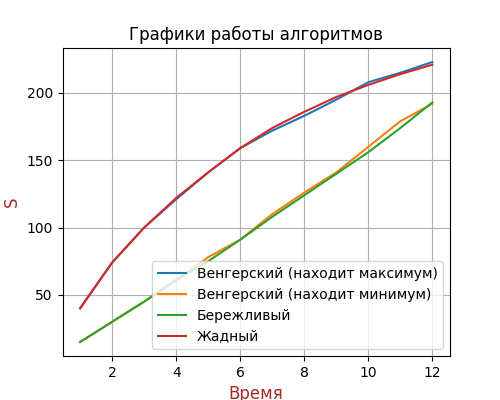 Графики работы алгоритмов
200
150
100
50
S
Венгерский (находит максимум)
Венгерский (находит минимум)
Бережливый
Жадный
2 4 6 8 10 12
Время